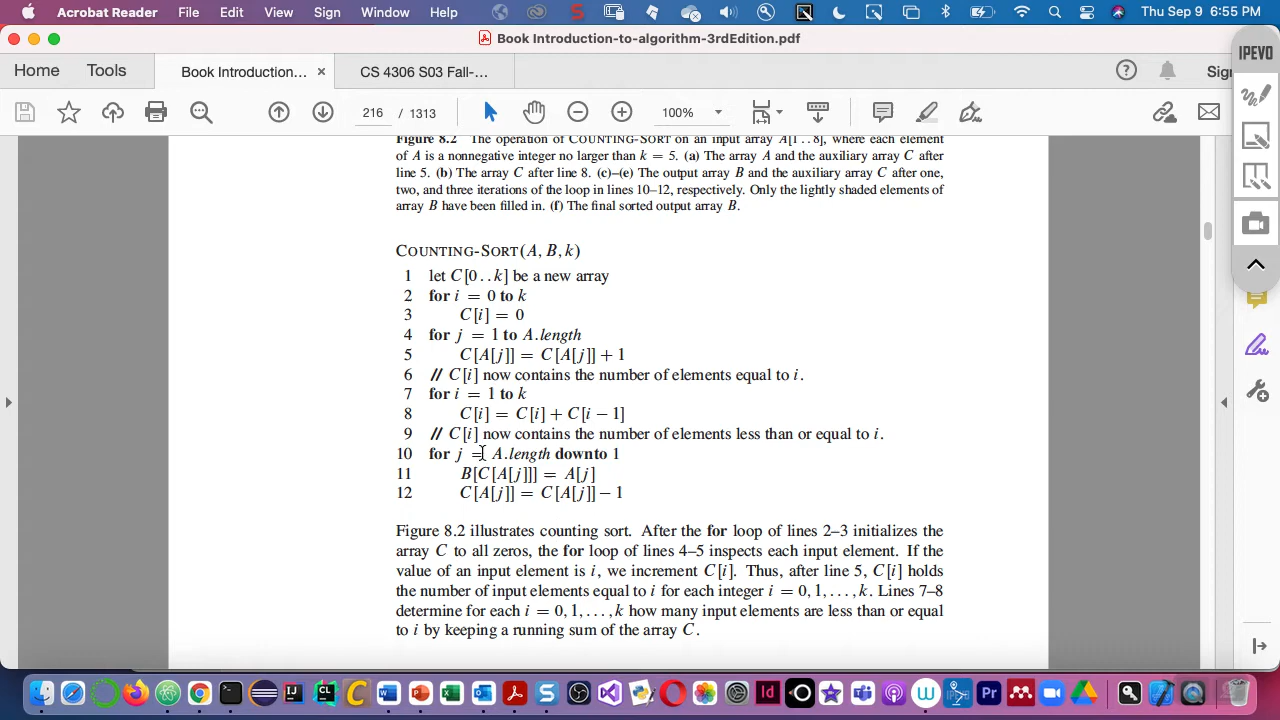 Acrobat Reader File Edit View Sign Window Help Thu Sep 9 6:55 PM
Book Introduction-to-algorithm-3rdEdition.pdf
IPEVO
Home Tools Book Introduction... × CS 4306 S03 Fall-... Sign
216 / 1313 100%
Figure 8.2 The operation of COUNTING-SORT on an input array A[1..8], where each element
of A is a nonnegative integer no larger than k = 5. (a) The array A and the auxiliary array C after
line 5. (b) The array C after line 8. (c)–(e) The output array B and the auxiliary array C after one,
two, and three iterations of the loop in lines 10–12, respectively. Only the lightly shaded elements of
array B have been filled in. (f) The final sorted output array B.
COUNTING-SORT(A, B, k)
1 let C[0..k] be a new array
2 for i = 0 to k
3 C[i] = 0
4 for j = 1 to A.length
5 C[A[j]] = C[A[j]] + 1
6 // C[i] now contains the number of elements equal to i.
7 for i = 1 to k
8 C[i] = C[i] + C[i − 1]
9 // C[i] now contains the number of elements less than or equal to i.
10 for j = A.length downto 1
11 B[C[A[j]]] = A[j]
12 C[A[j]] = C[A[j]] − 1
Figure 8.2 illustrates counting sort. After the for loop of lines 2–3 initializes the
array C to all zeros, the for loop of lines 4–5 inspects each input element. If the
value of an input element is i, we increment C[i]. Thus, after line 5, C[i] holds
the number of input elements equal to i for each integer i = 0, 1, . . . , k. Lines 7–8
determine for each i = 0, 1, . . . , k how many input elements are less than or equal
to i by keeping a running sum of the array C.